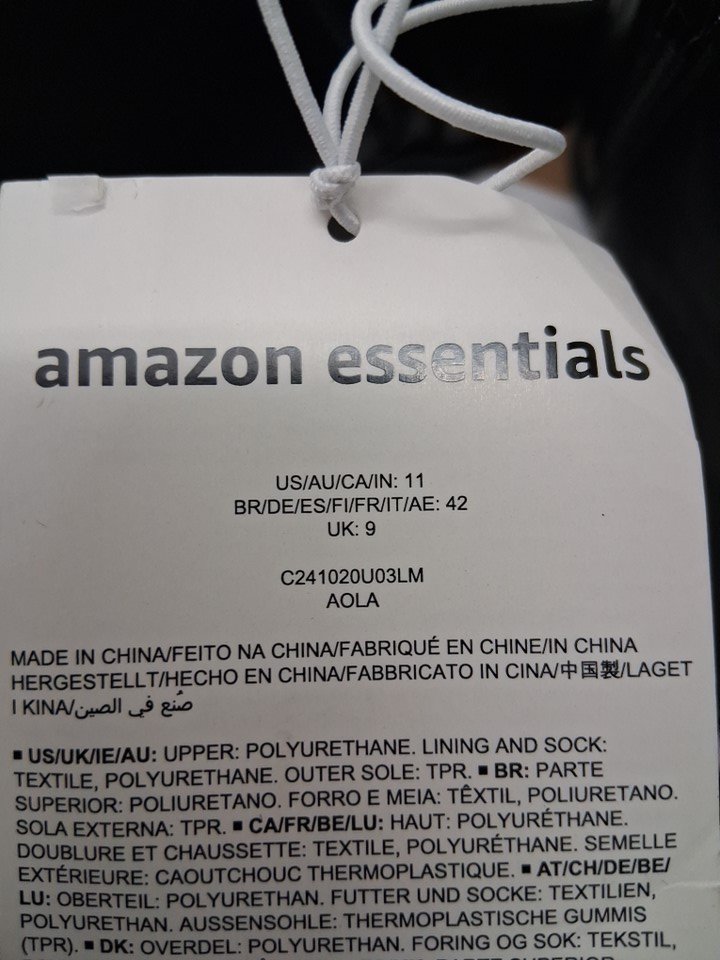 amazon essentials
US/AU/CA/IN: 11
BR/DE/ES/FI/FR/IT/AE: 42
UK: 9
C241020U03LM
AOLA
MADE IN CHINA/FEITO NA CHINA/FABRIQUÉ EN CHINE/IN CHINA
HERGESTELLT/HECHO EN CHINA/FABBRICATO IN CINA/中国製/LAGET
I KINA/صُنع في الصين
▪ US/UK/IE/AU: UPPER: POLYURETHANE. LINING AND SOCK:
TEXTILE, POLYURETHANE. OUTER SOLE: TPR. ▪ BR: PARTE
SUPERIOR: POLIURETANO. FORRO E MEIA: TÊXTIL, POLIURETANO.
SOLA EXTERNA: TPR. ▪ CA/FR/BE/LU: HAUT: POLYURÉTHANE.
DOUBLURE ET CHAUSSETTE: TEXTILE, POLYURÉTHANE. SEMELLE
EXTÉRIEURE: CAOUTCHOUC THERMOPLASTIQUE. ▪ AT/CH/DE/BE/
LU: OBERTEIL: POLYURETHAN. FUTTER UND SOCKE: TEXTILIEN,
POLYURETHAN. AUSSENSOHLE: THERMOPLASTISCHE GUMMIS
(TPR). ▪ DK: OVERDEL: POLYURETHAN. FORING OG SOK: TEKSTIL,